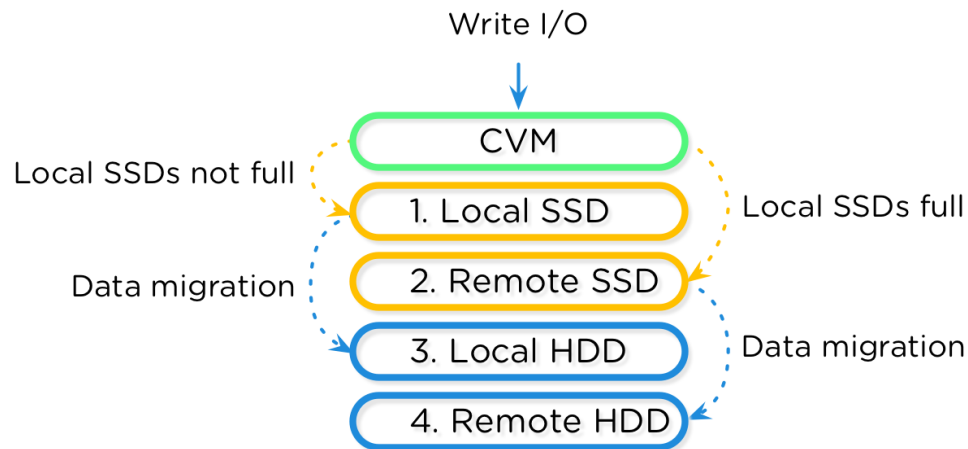 Write I/O
CVM
Local SSDs not full
1. Local SSD
Local SSDs full
2. Remote SSD
Data migration
3. Local HDD
Data migration
4. Remote HDD